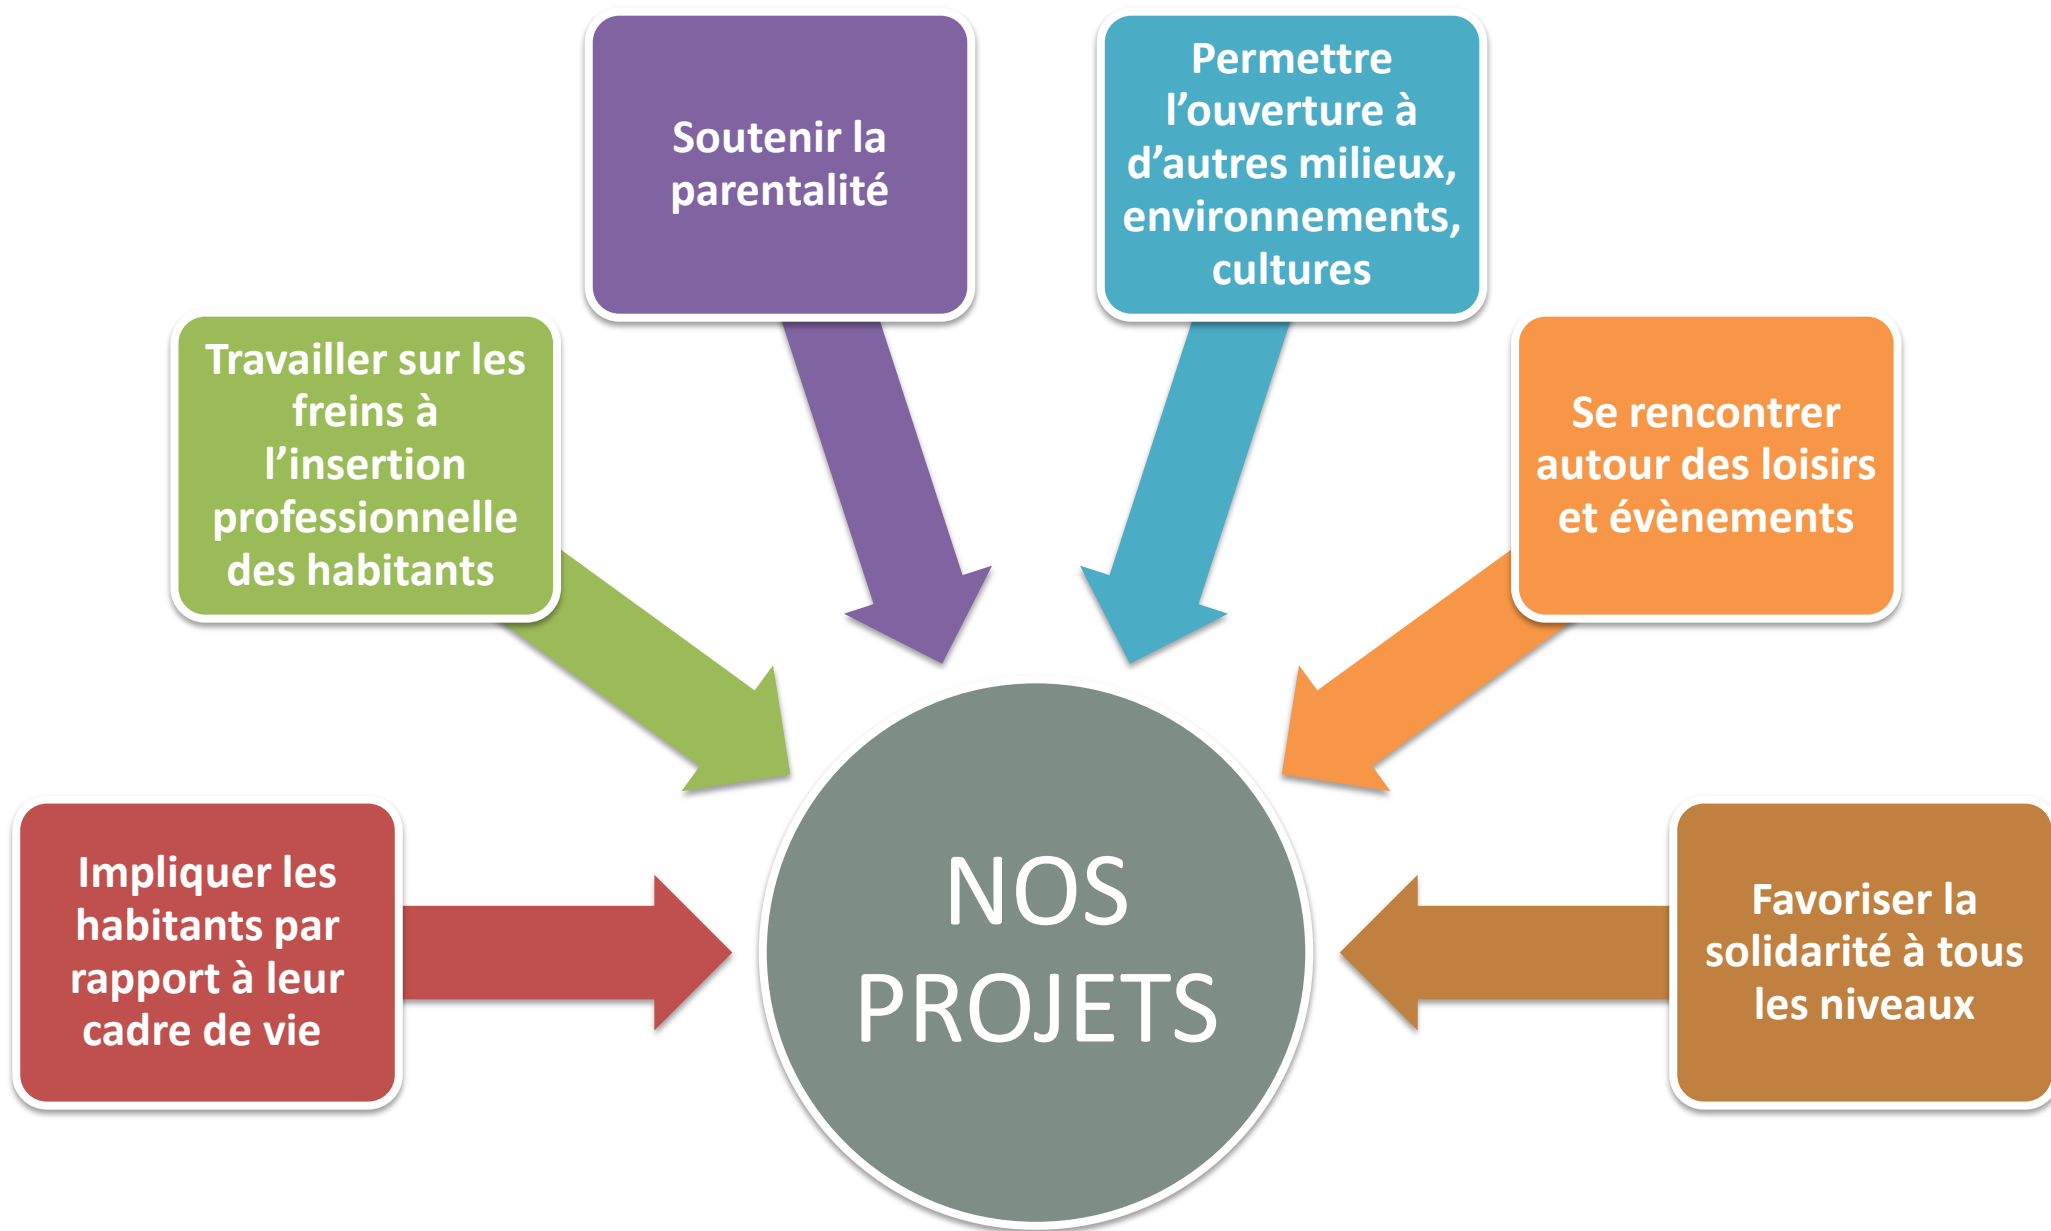 Soutenir la
parentalité
Permettre
l’ouverture à
d’autres milieux,
environnements,
cultures
Travailler sur les
freins à
l’insertion
professionnelle
des habitants
Se rencontrer
autour des loisirs
et évènements
Impliquer les
habitants par
rapport à leur
cadre de vie
NOS
PROJETS
Favoriser la
solidarité à tous
les niveaux